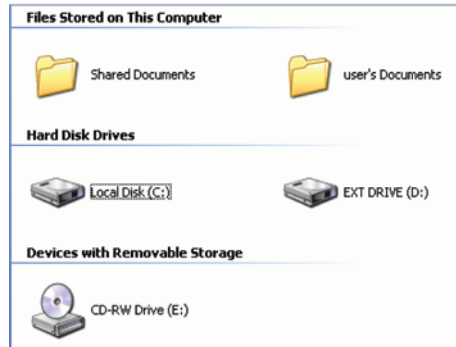 Files Stored on This Computer
Shared Documents user's Documents
Hard Disk Drives
Local Disk (C:) EXT DRIVE (D:)
Devices with Removable Storage
CD-RW Drive (E:)